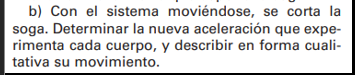 b) Con el sistema moviéndose, se corta la
soga. Determinar la nueva aceleración que expe-
rimenta cada cuerpo, y describir en forma cuali-
tativa su movimiento.